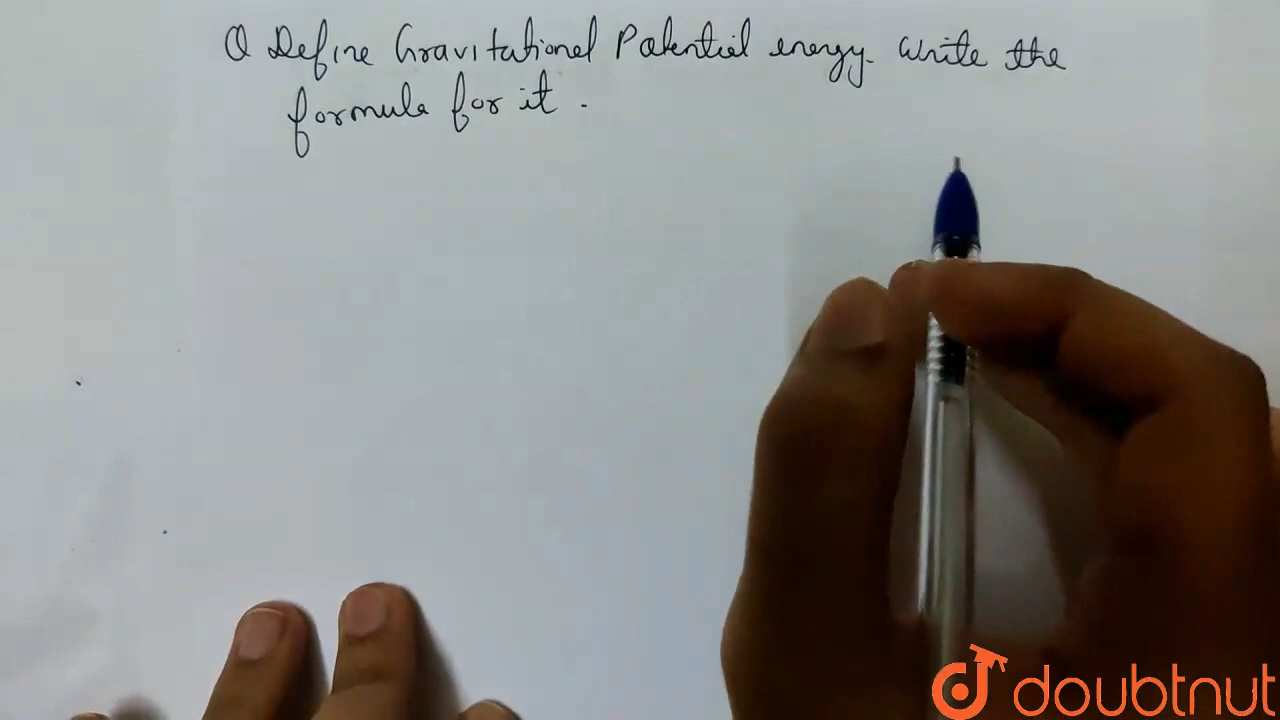 Q Define Gravitational Potential energy. Write the
formula for it.
doubtnut